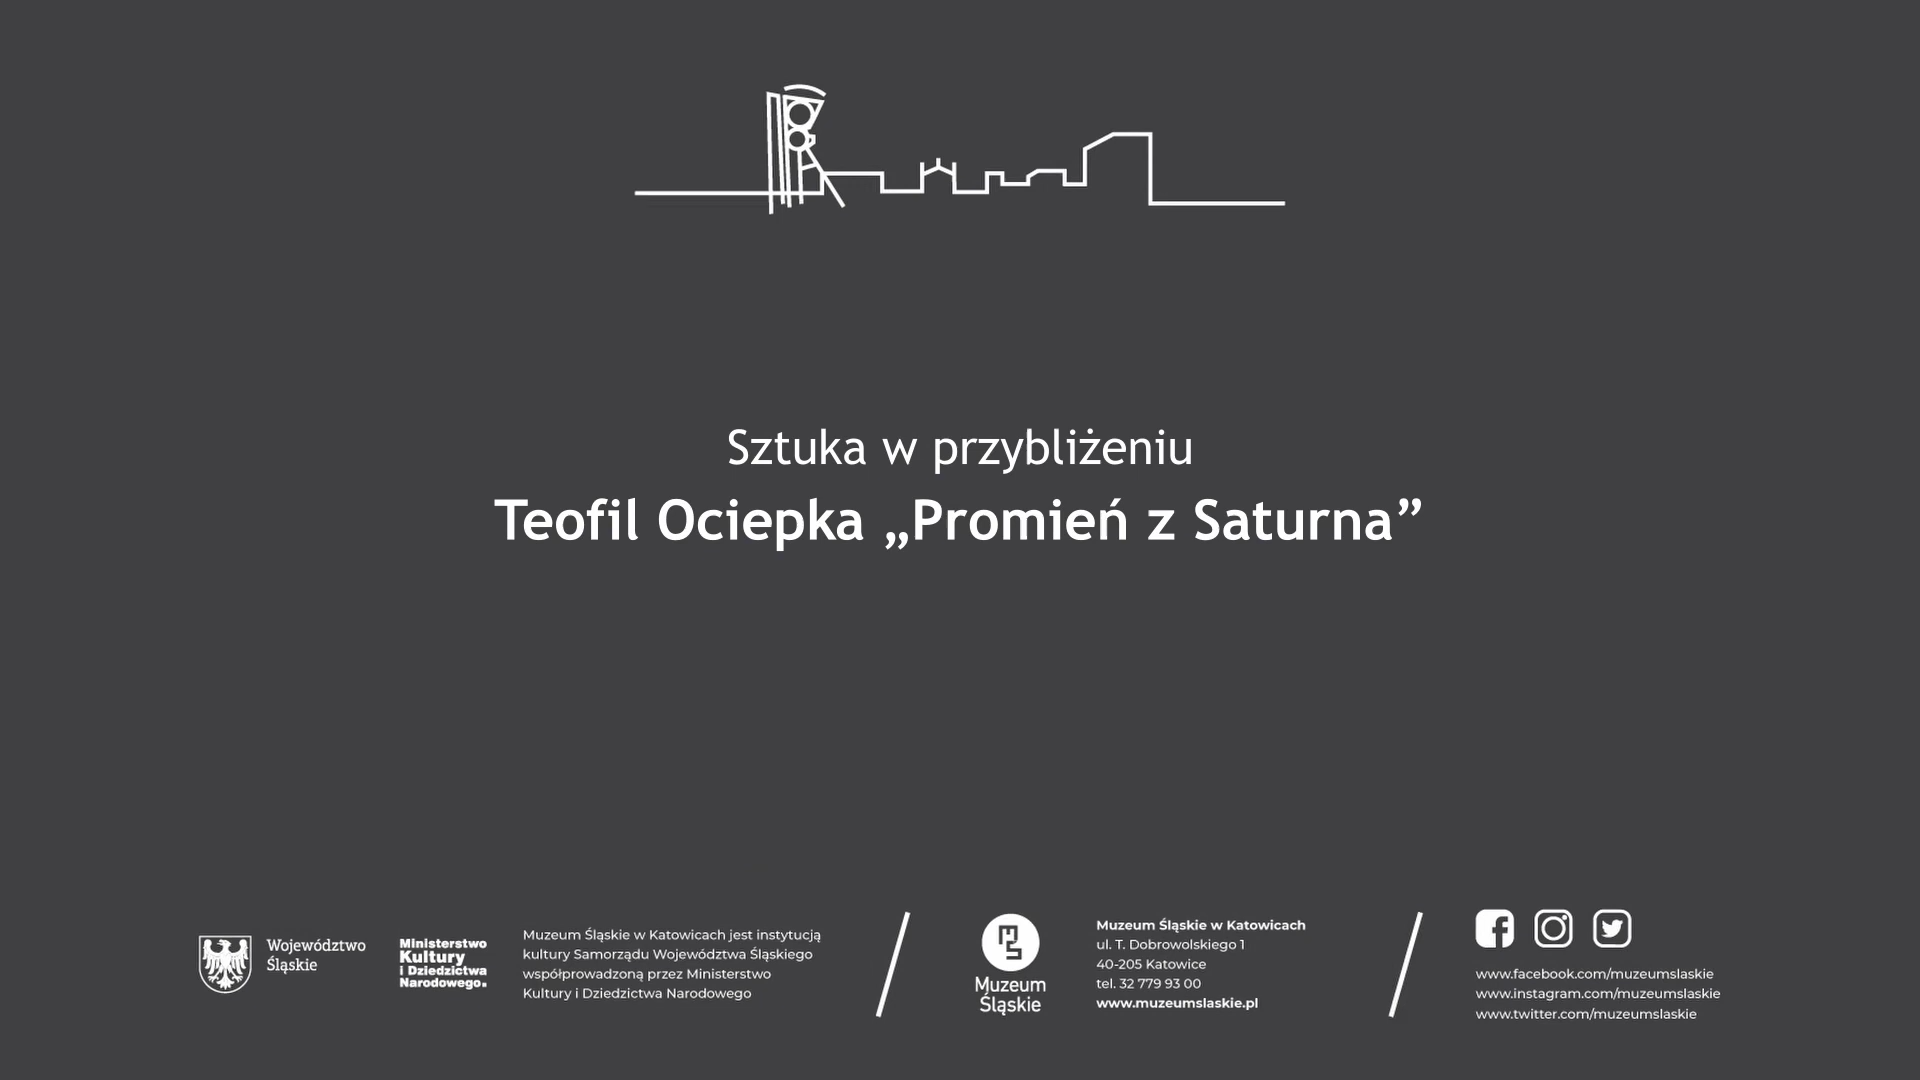 Sztuka w przybliżeniu
Teofil Ociepka „Promień z Saturna”
Województwo
Śląskie
Ministerstwo
Kultury
i Dziedzictwa
Narodowego.
Muzeum Śląskie w Katowicach jest instytucją
kultury Samorządu Województwa Śląskiego
współprowadzoną przez Ministerstwo
Kultury i Dziedzictwa Narodowego
MS
Muzeum
Śląskie
Muzeum Śląskie w Katowicach
ul. T. Dobrowolskiego 1
40-205 Katowice
tel. 32 779 93 00
www.muzeumslaskie.pl
www.facebook.com/muzeumslaskie
www.instagram.com/muzeumslaskie
www.twitter.com/muzeumslaskie